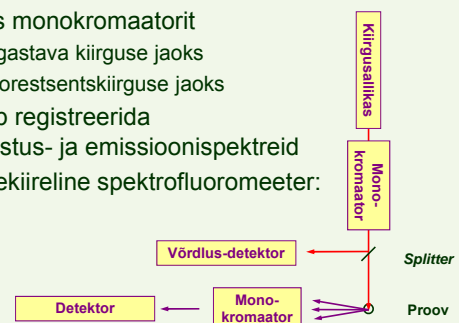 s monokromaatorit
gastava kiirguse jaoks
orestsentskiirguse jaoks
o registreerida
stus- ja emissioonispektreid
ekiireline spektrofluoromeeter:
Kiirgusallikas
Mono-
kromaator
Võrdlus-detektor
Splitter
Detektor
Mono-
kromaator
Proov